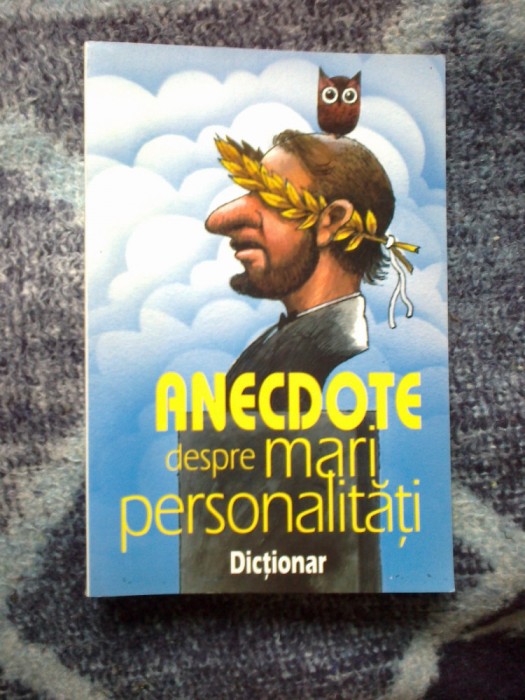 ANECDOTE
despre mari
personalități
Dicționar